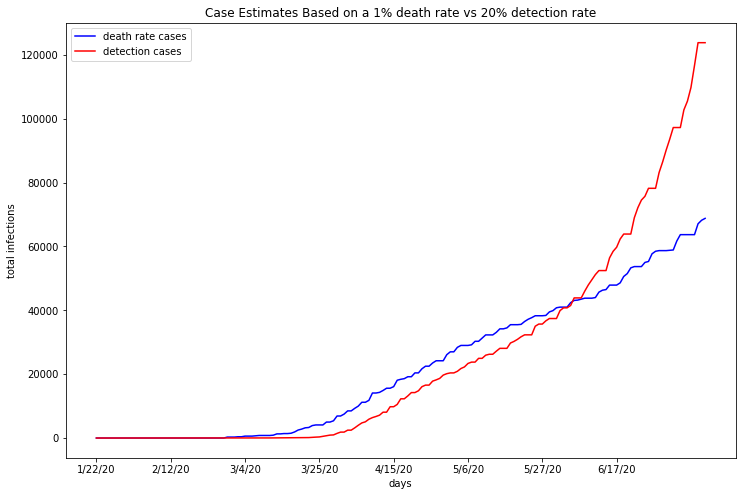 Case Estimates Based on a 1% death rate vs 20% detection rate
death rate cases
detection cases
120000
100000
80000
60000
40000
20000
0
total infections
1/22/20 2/12/20 3/4/20 3/25/20 4/15/20 5/6/20 5/27/20 6/17/20
days